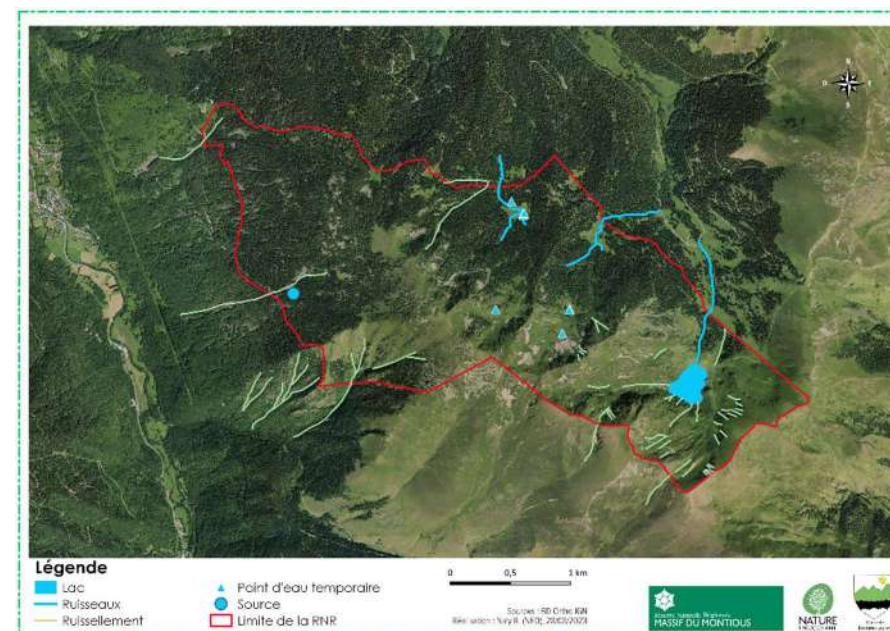 N
E
S
Légende
Lac
Ruisseaux
Ruissellement
Point d'eau temporaire
Source
Limite de la RNR
0 0,5 1 km
Sources : BD Ortho IGN
MASSIF DU MONTIOUS
NATURE